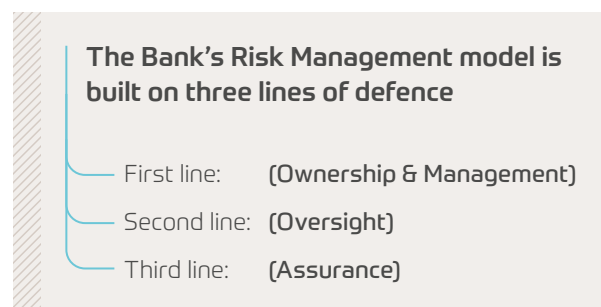 The Bank's Risk Management model is
built on three lines of defence
First line: (Ownership & Management)
Second line: (Oversight)
Third line: (Assurance)